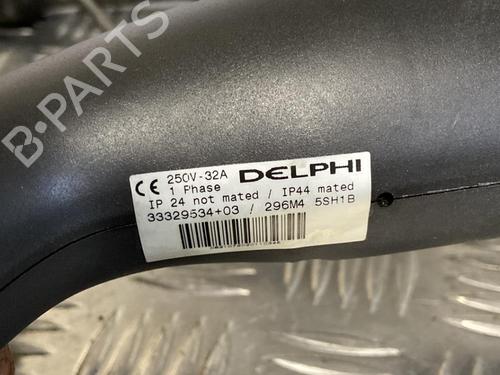 B-PARTS
CE 250V-32A DELPHI
1 Phase
IP 24 not mated / IP44 mated
33329534+03 / 296M4 5SH1B